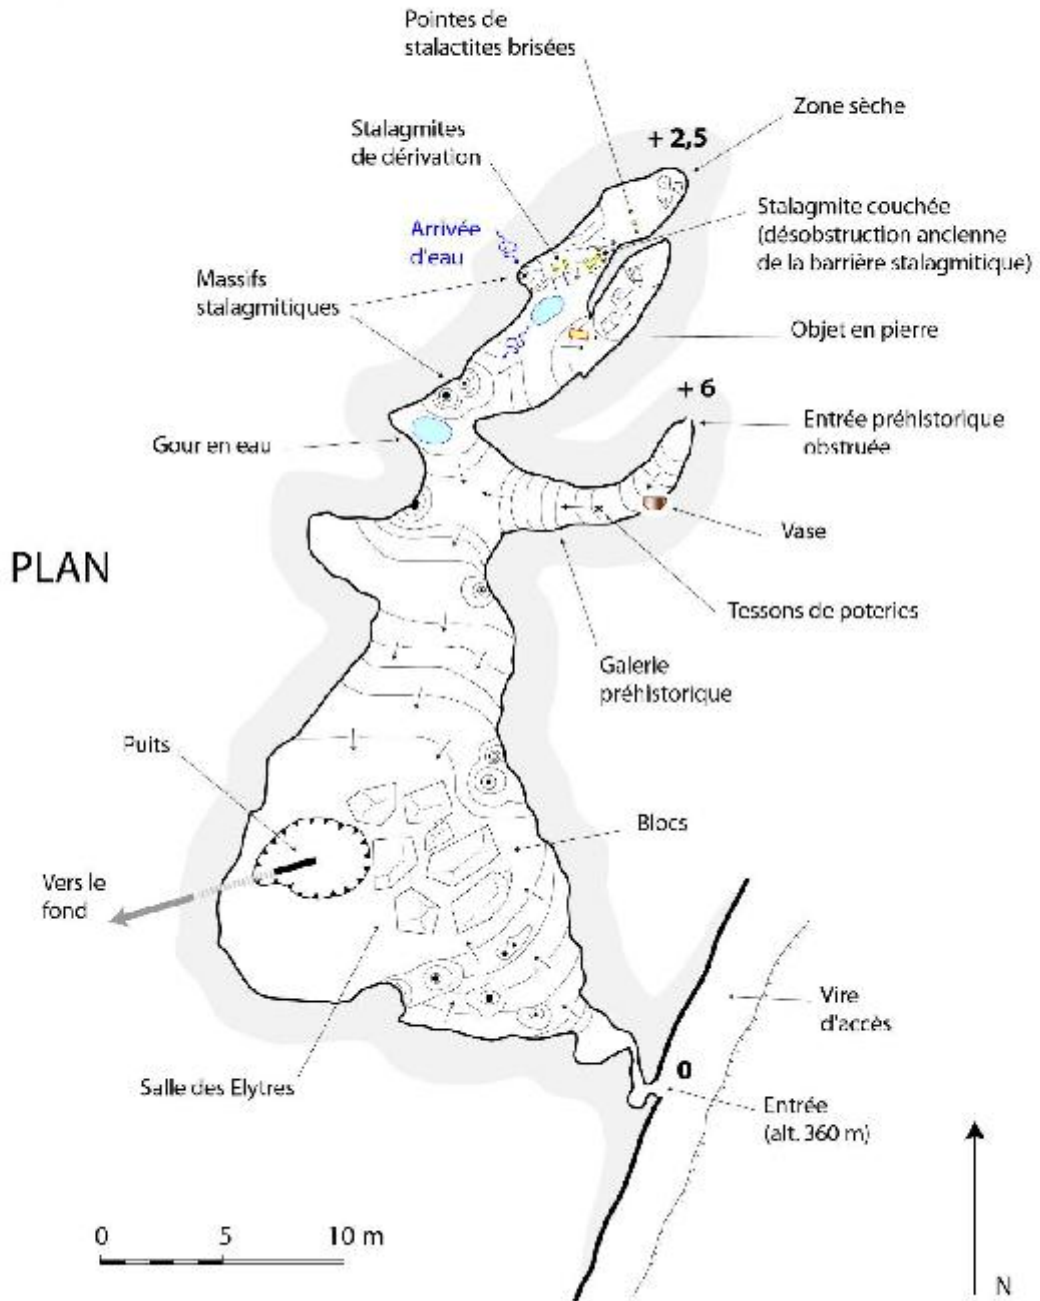 Pointes de
stalactites brisées
Zone sèche
+ 2,5
Stalagmites
de dérivation
Stalagmite couchée
(désobstruction ancienne
de la barrière stalagmitique)
Arrivée
d'eau
Massifs
stalagmitiques
Objet en pierre
+ 6
Entrée préhistorique
obstruée
Gour en eau
Vase
PLAN
Tessons de poteries
Galerie
préhistorique
Puits
Blocs
Vers le
fond
Vire
d'accès
Salle des Elytres
0
Entrée
(alt. 360 m)
0 5 10 m
N